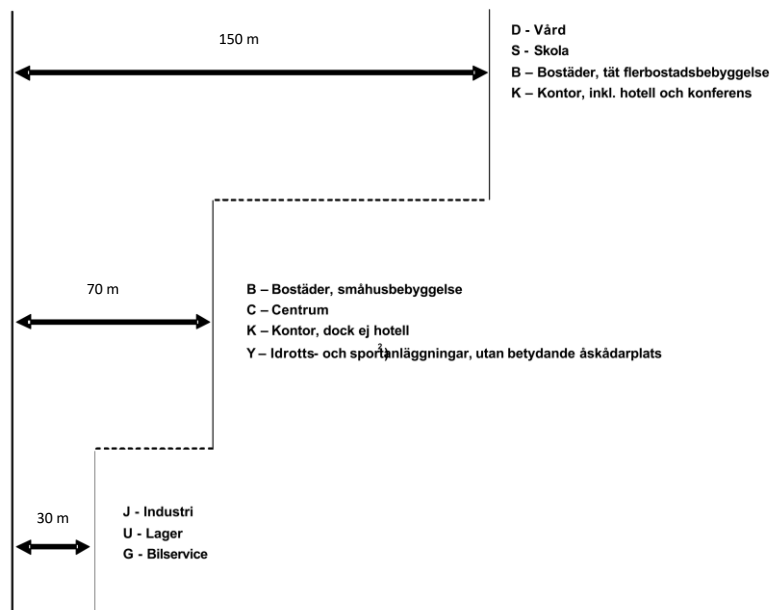 150 m
D - Vård
S - Skola
B – Bostäder, tät flerbostadsbebyggelse
K – Kontor, inkl. hotell och konferens
70 m
B – Bostäder, småhusbebyggelse
C – Centrum
K – Kontor, dock ej hotell
Y – Idrotts- och sportanläggningar, utan betydande åskådarplats
30 m
J - Industri
U - Lager
G - Bilservice